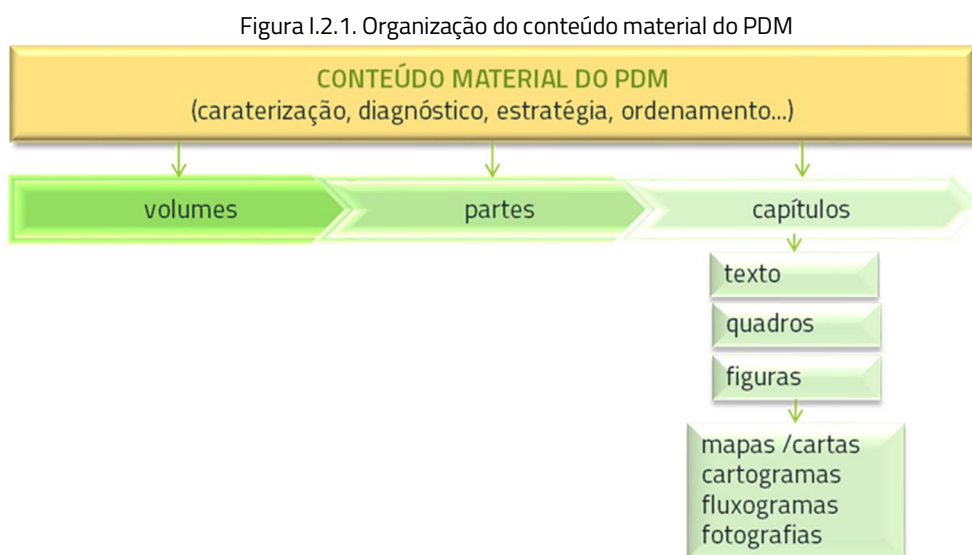 Figura I.2.1. Organização do conteúdo material do PDM
CONTEÚDO MATERIAL DO PDM
(caraterização, diagnóstico, estratégia, ordenamento...)
volumes
partes
capítulos
texto
quadros
figuras
mapas /cartas
cartogramas
fluxogramas
fotografias